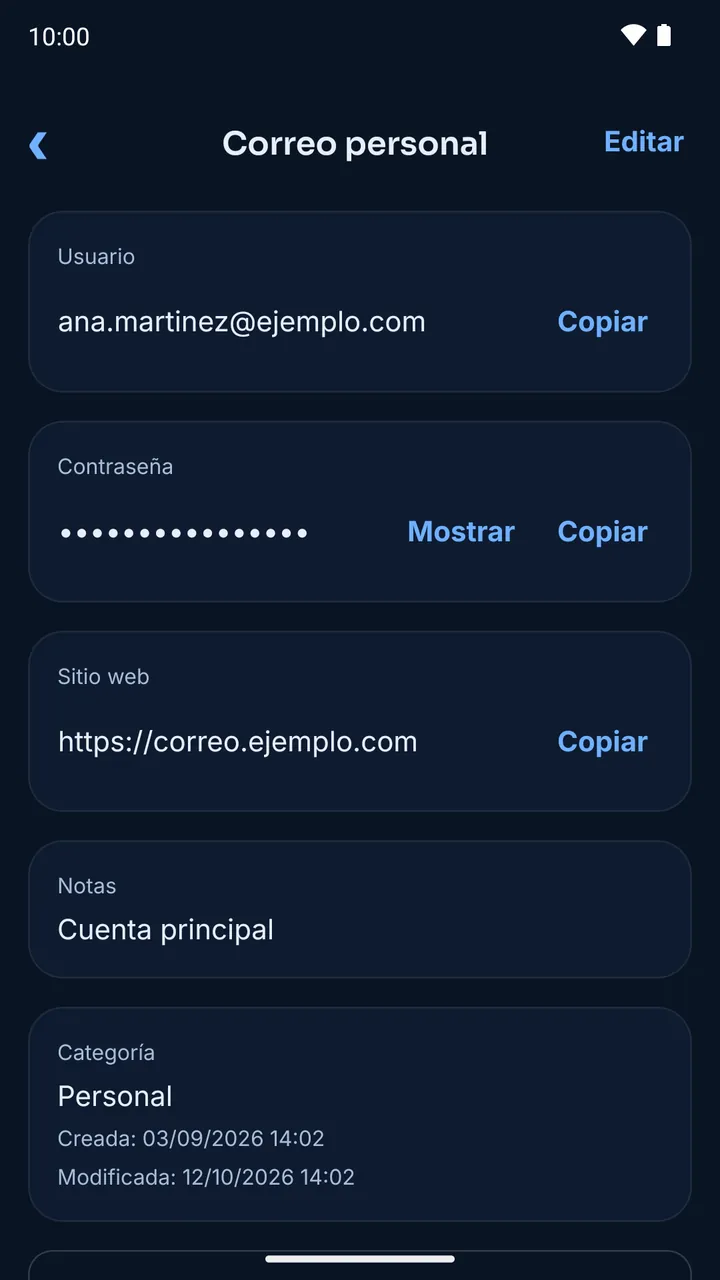 10:00
Correo personal
Editar
Usuario
ana.martinez@ejemplo.com
Copiar
Contraseña
••••••••••••••••
Mostrar
Copiar
Sitio web
https://correo.ejemplo.com
Copiar
Notas
Cuenta principal
Categoría
Personal
Creada: 03/09/2026 14:02
Modificada: 12/10/2026 14:02